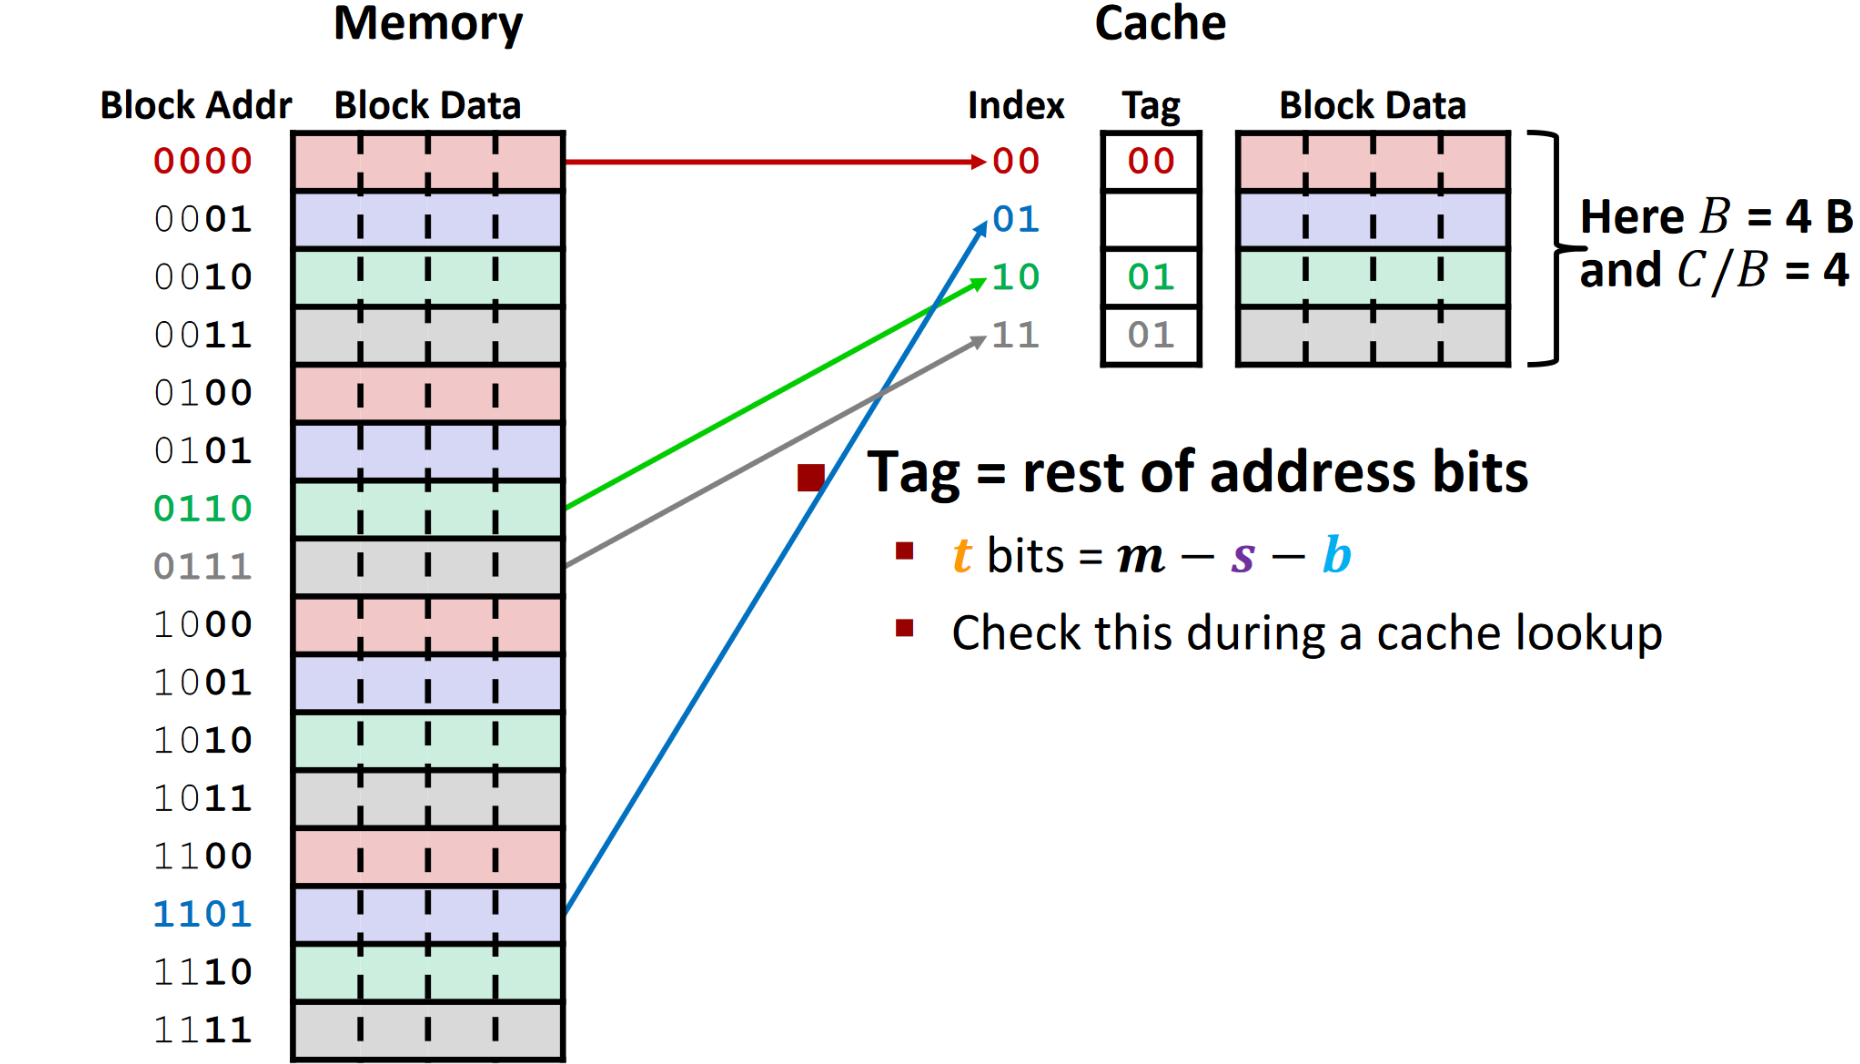 Memory Cache
Block Addr Block Data Index Tag Block Data
0000 00 00
0001 01
0010 10 01
0011 11 01
Here B = 4 B
and C/B = 4
0100
0101
0110
0111
1000
1001
1010
1011
1100
1101
1110
1111
Tag = rest of address bits
t bits = m − s − b
Check this during a cache lookup